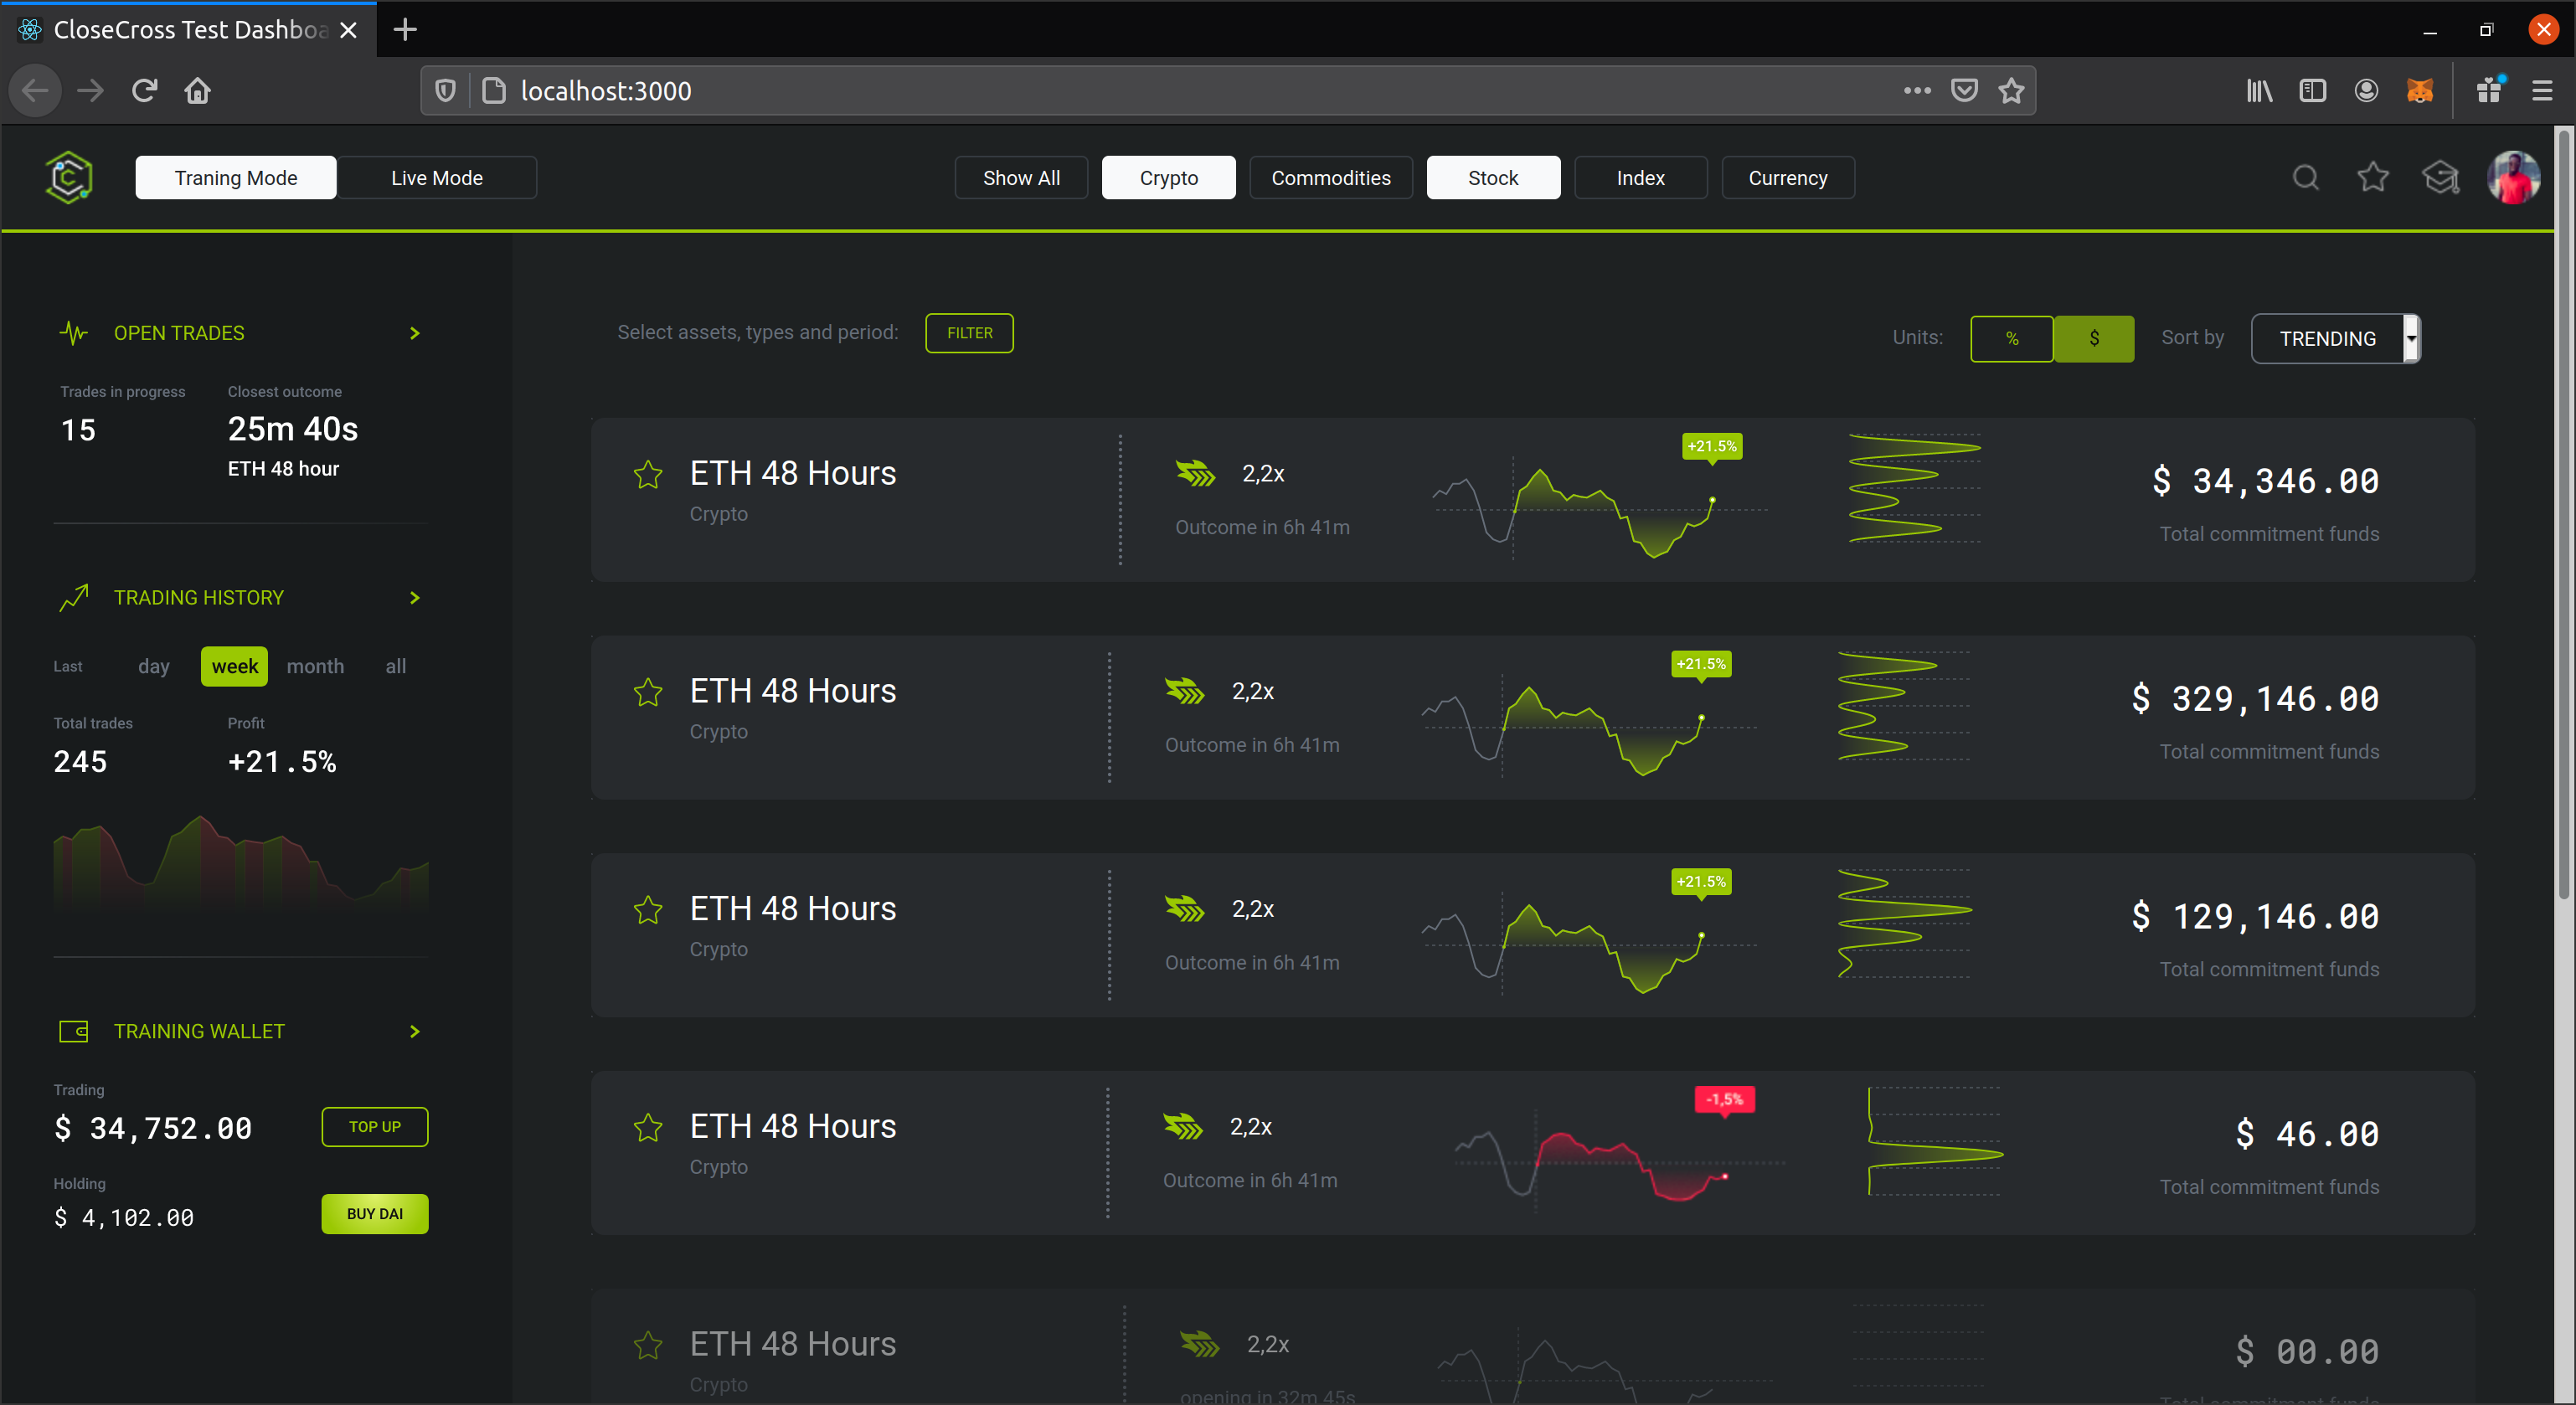 CloseCross Test Dashboa
localhost:3000
Traning Mode
Live Mode
Show All
Crypto
Commodities
Stock
Index
Currency
OPEN TRADES
Trades in progress
15
Closest outcome
25m 40s
ETH 48 hour
TRADING HISTORY
Last day week month all
Total trades
245
Profit
+21.5%
TRAINING WALLET
Trading
$ 34,752.00
TOP UP
Holding
$ 4,102.00
BUY DAI
Select assets, types and period:
FILTER
Units:
%
$
Sort by
TRENDING
ETH 48 Hours
Crypto
2,2x
Outcome in 6h 41m
+21.5%
$ 34,346.00
Total commitment funds
ETH 48 Hours
Crypto
2,2x
Outcome in 6h 41m
+21.5%
$ 329,146.00
Total commitment funds
ETH 48 Hours
Crypto
2,2x
Outcome in 6h 41m
+21.5%
$ 129,146.00
Total commitment funds
ETH 48 Hours
Crypto
2,2x
Outcome in 6h 41m
-1,5%
$ 46.00
Total commitment funds
ETH 48 Hours
Crypto
2,2x
opening in 32m 45s
$ 00.00
Total commitment funds